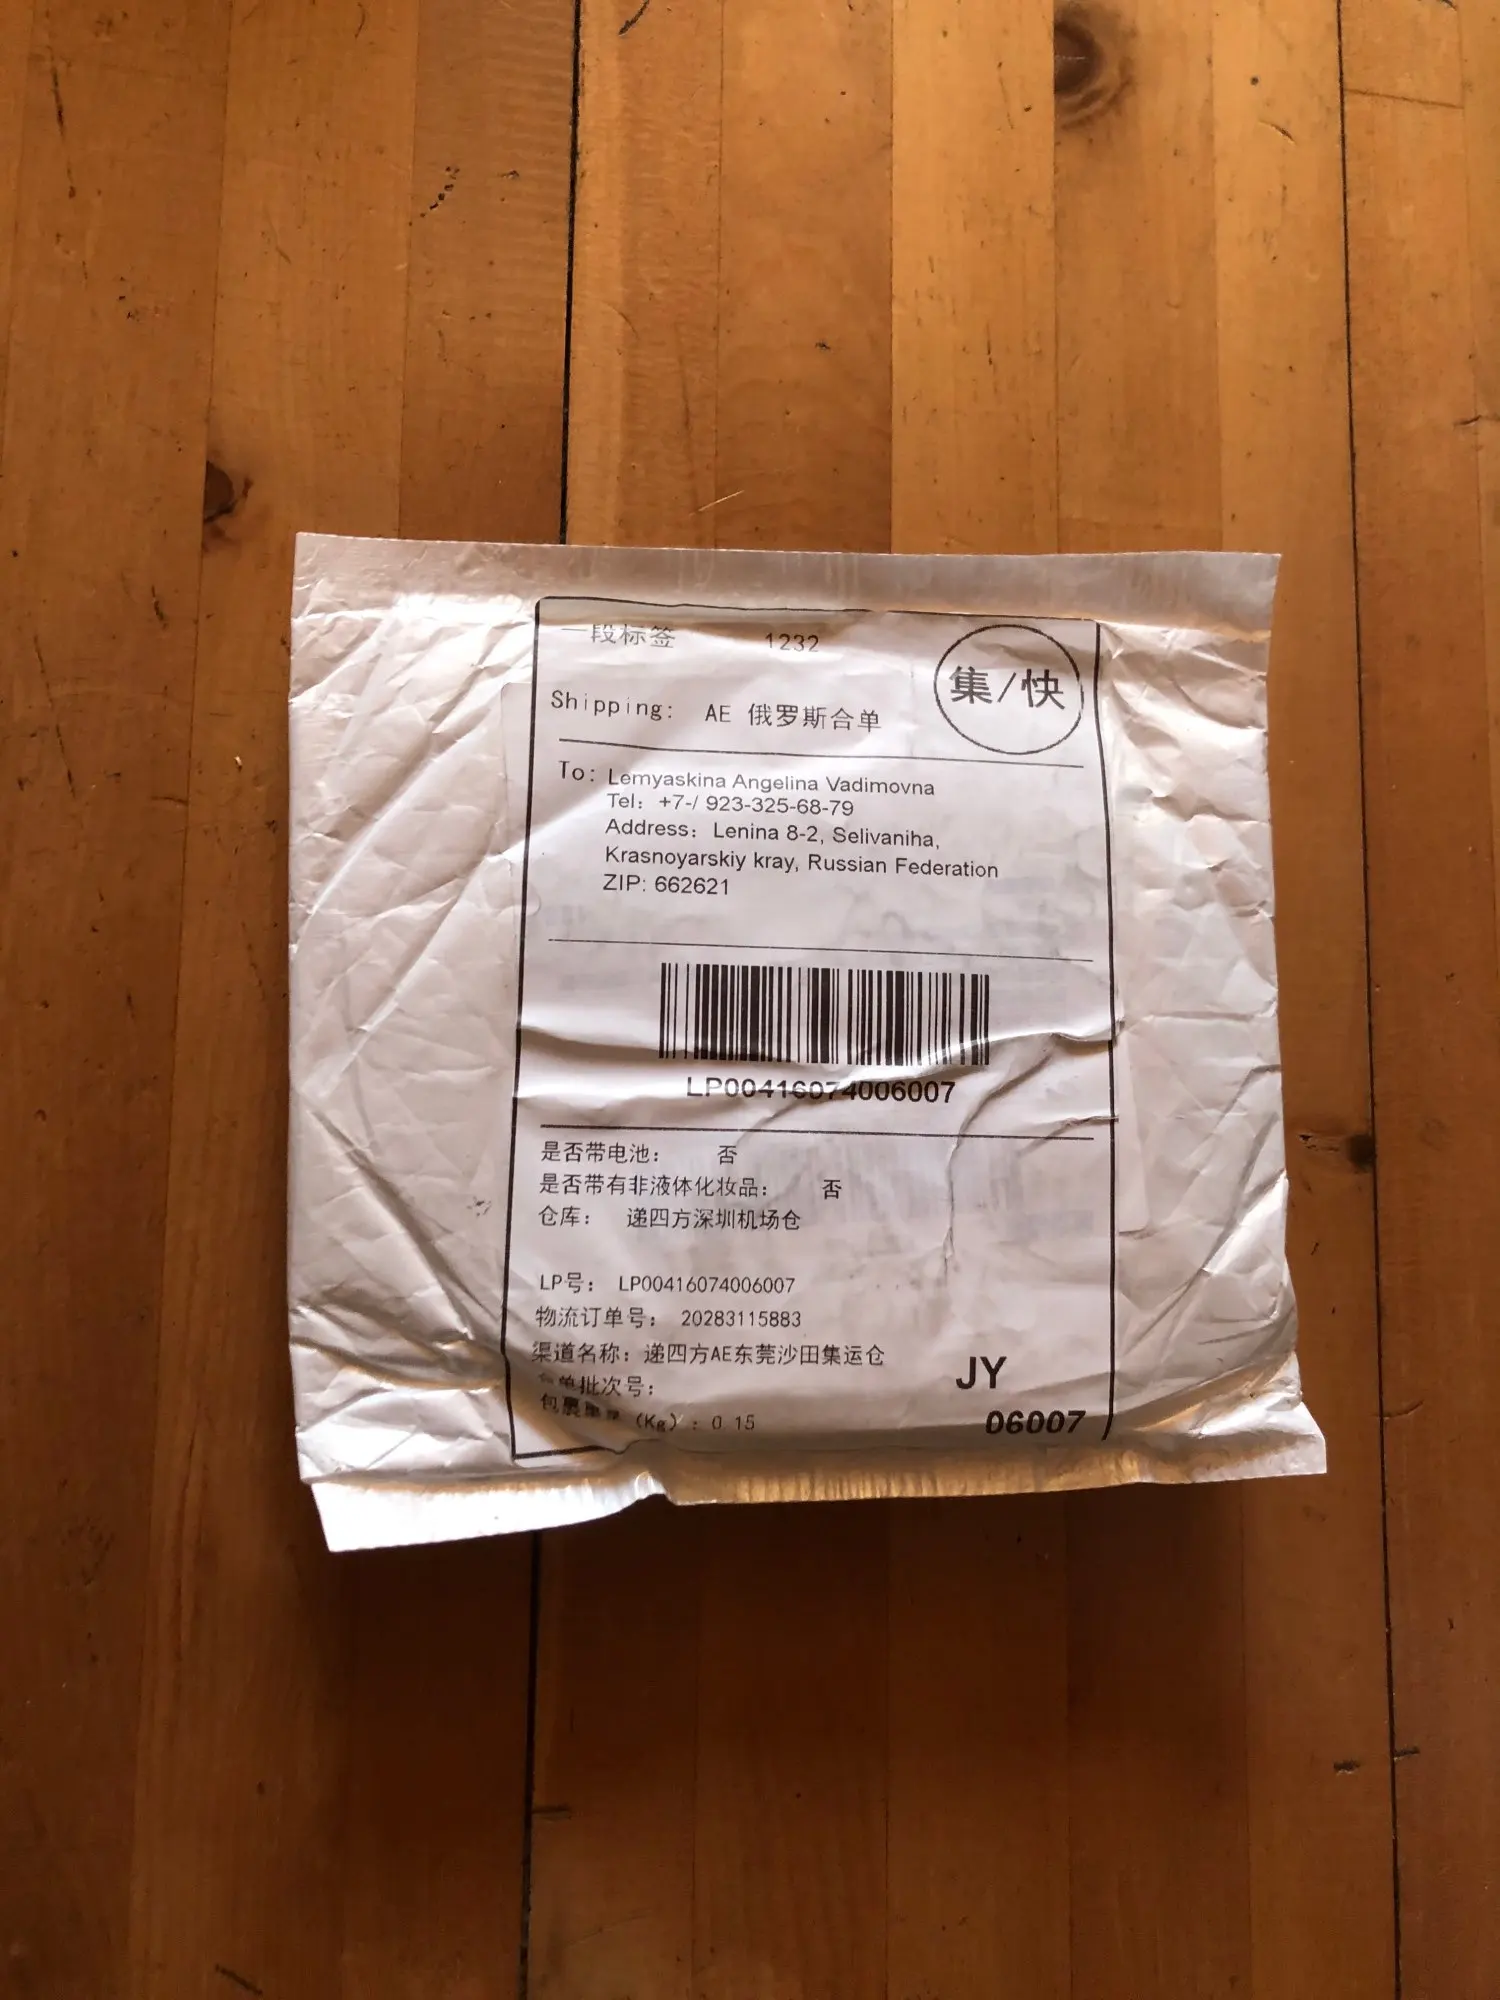 一段标签 1232
集/快
Shipping: AE 俄罗斯合单
To: Lemyaskina Angelina Vadimovna
Tel: +7-/ 923-325-68-79
Address: Lenina 8-2, Selivaniha,
Krasnoyarskiy kray, Russian Federation
ZIP: 662621
LP00416074006007
是否带电池： 否
是否带有非液体化妆品： 否
仓库： 递四方深圳机场仓
LP号： LP00416074006007
物流订单号： 20283115883
渠道名称：递四方AE东莞沙田集运仓
批次号：
包裹 (Kg)：0.15
JY
06007